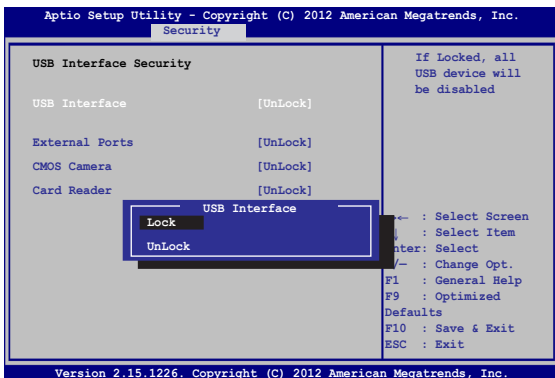 Aptio Setup Utility - Copyright (C) 2012 American Megatrends, Inc.
Security
USB Interface Security
USB Interface [UnLock]
External Ports [UnLock]
CMOS Camera [UnLock]
Card Reader [UnLock]
USB Interface
Lock
UnLock
If Locked, all
USB device will
be disabled
←  : Select Screen
↓  : Select Item
nter: Select
/—  : Change Opt.
F1  : General Help
F9  : Optimized
Defaults
F10  : Save & Exit
ESC  : Exit
Version 2.15.1226. Copyright (C) 2012 American Megatrends, Inc.